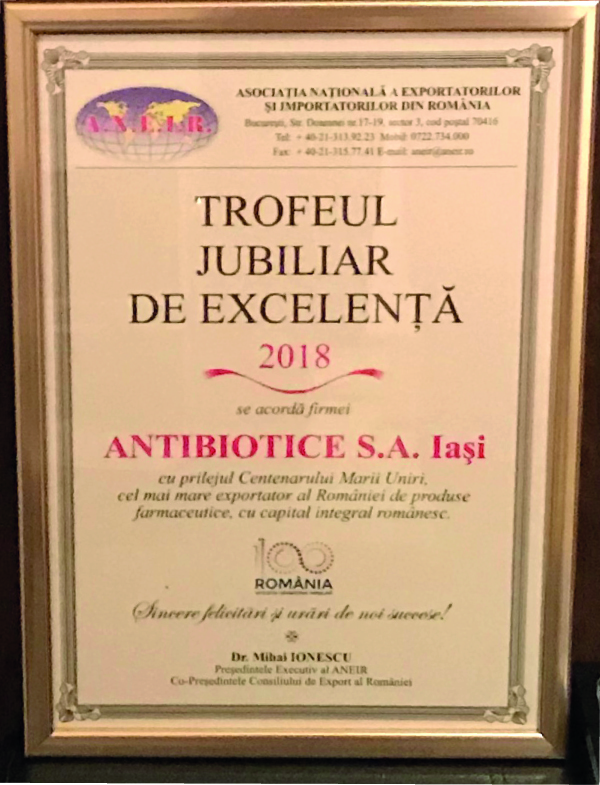 A.N.E.I.R.
ASOCIAȚIA NAȚIONALĂ A EXPORTATORILOR
ȘI IMPORTATORILOR DIN ROMÂNIA
București, Str. Doamnei nr.17-19, sector 3, cod poștal 70416
Tel: + 40-21-313.92.23 Mobil: 0722.734.000
Fax: + 40-21-315.77.41 E-mail: aneir@aneir.ro
TROFEUL
JUBILIAR
DE EXCELENȚĂ
2018
se acordă firmei
ANTIBIOTICE S.A. Iași
cu prilejul Centenarului Marii Uniri,
cel mai mare exportator al României de produse
farmaceutice, cu capital integral românesc.
100
ROMÂNIA
Sincere felicitări și urări de noi succese!
Dr. Mihai IONESCU
Președintele Executiv al ANEIR
Co-Președintele Consiliului de Export al României